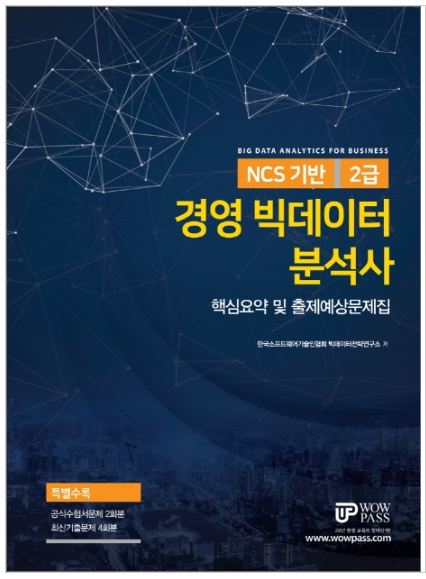 BIG DATA ANALYTICS FOR BUSINESS
NCS 기반 2급
경영 빅데이터
분석사
핵심요약 및 출제예상문제집
한국소프트웨어기술인협회 빅데이터전략연구소 저
특별수록
공식수험서문제 2회분
최신기출문제 4회분
UP WOW
PASS
www.wowpass.com